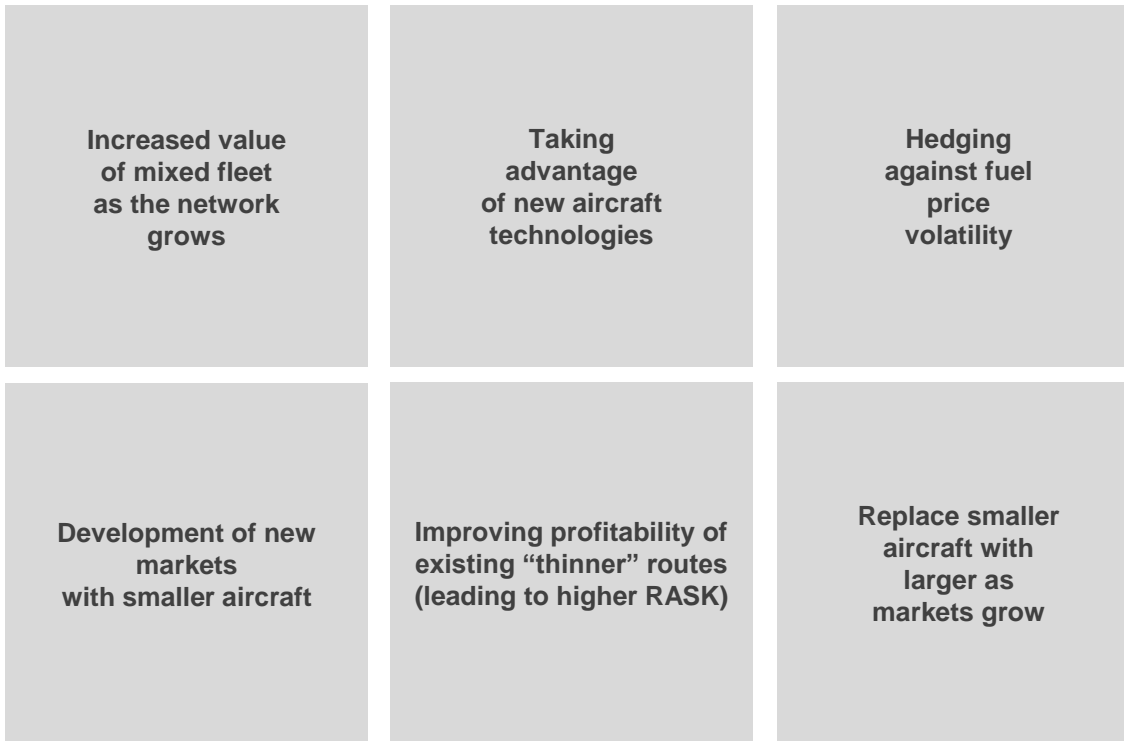 Increased value
of mixed fleet
as the network
grows
Taking
advantage
of new aircraft
technologies
Hedging
against fuel
price
volatility
Development of new
markets
with smaller aircraft
Improving profitability of
existing “thinner” routes
(leading to higher RASK)
Replace smaller
aircraft with
larger as
markets grow